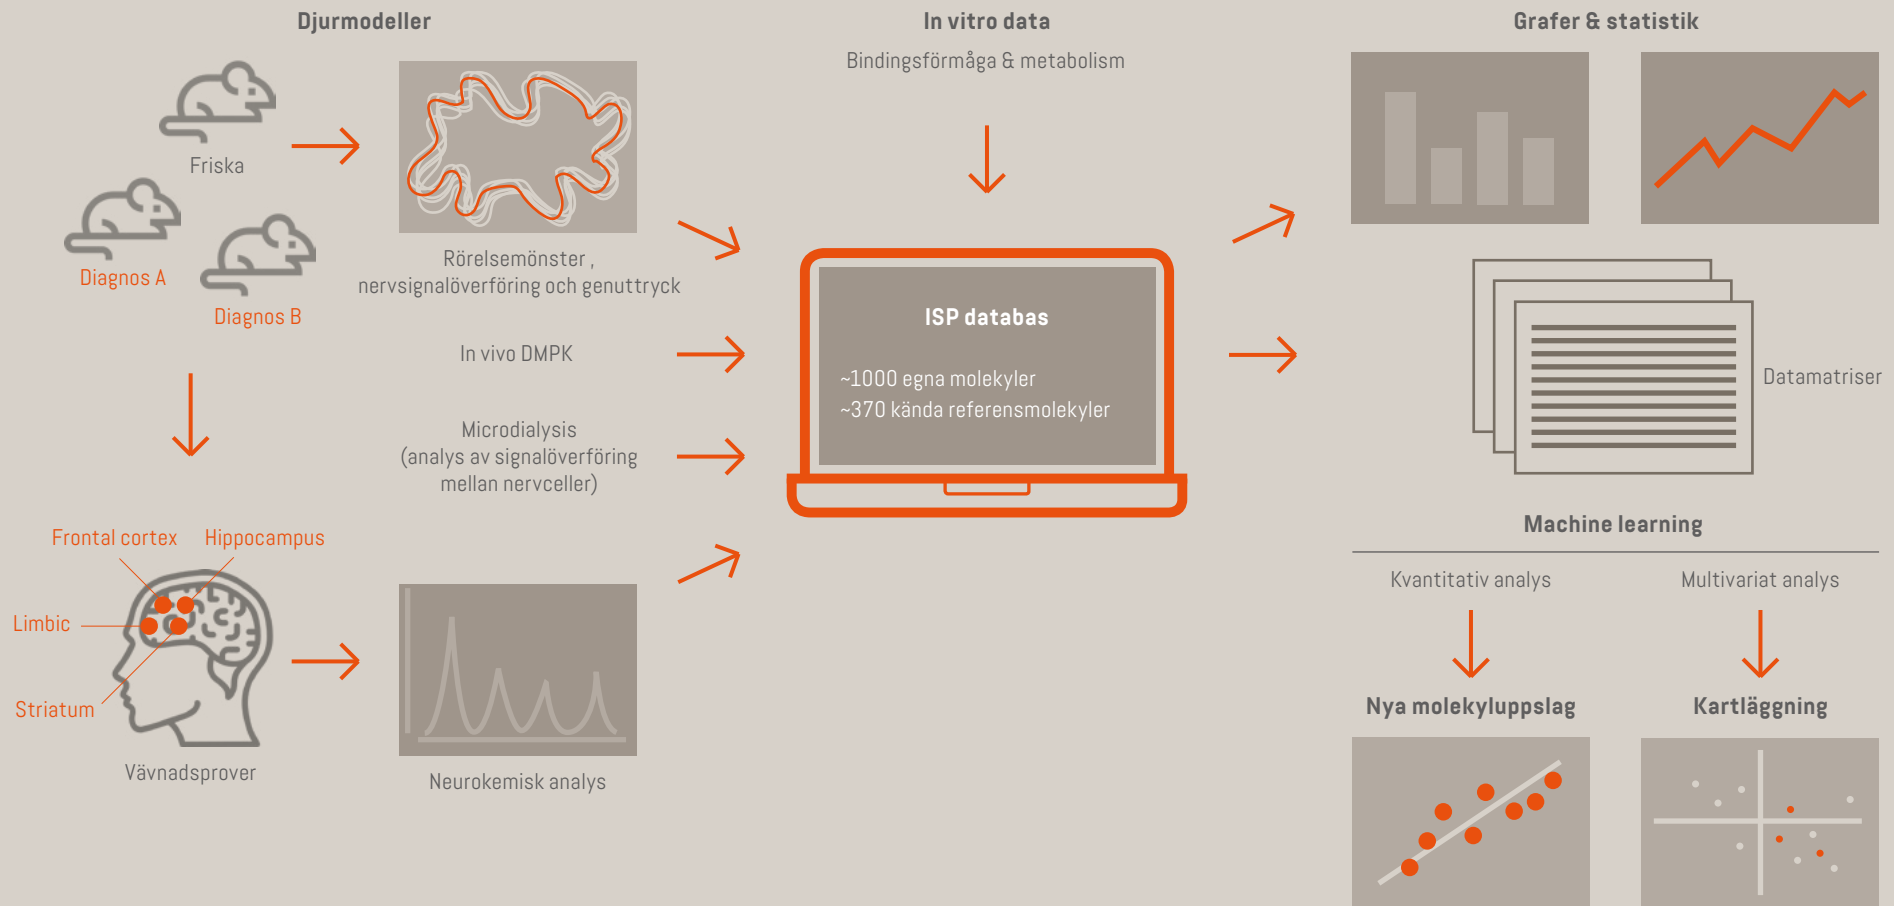 Djurmodeller
Friska
Diagnos A
Diagnos B
Rörelsemönster ,
nervsignalöverföring och genuttryck
In vivo DMPK
Microdialysis
(analys av signalöverföring
mellan nervceller)
Frontal cortex
Hippocampus
Limbic
Striatum
Vävnadsprover
Neurokemisk analys
In vitro data
Bindingsförmåga & metabolism
ISP databas
~1000 egna molekyler
~370 kända referensmolekyler
Grafer & statistik
Datamatriser
Machine learning
Kvantitativ analys
Multivariat analys
Nya molekyluppslag
Kartläggning